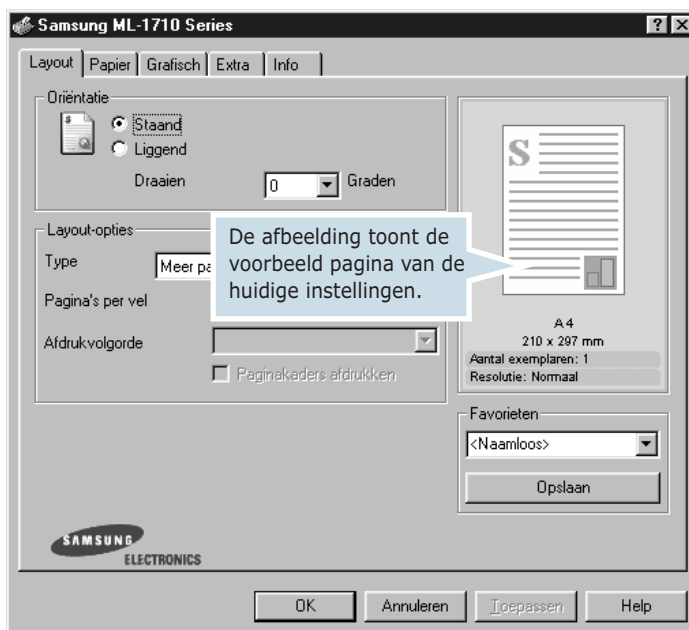 Samsung ML-1710 Series
Layout Papier Grafisch Extra Info
Oriëntatie
Staand
Liggend
Draaien 0 Graden
Layout-opties
Type Meer pa
Pagina's per vel
Afdrukvolgorde
Paginakaders afdrukken
De afbeelding toont de
voorbeeld pagina van de
huidige instellingen.
S
A4
210 x 297 mm
Aantal exemplaren: 1
Resolutie: Normaal
Favorieten
<Naamloos>
Opslaan
SAMSUNG
ELECTRONICS
OK Annuleren Toepassen Help